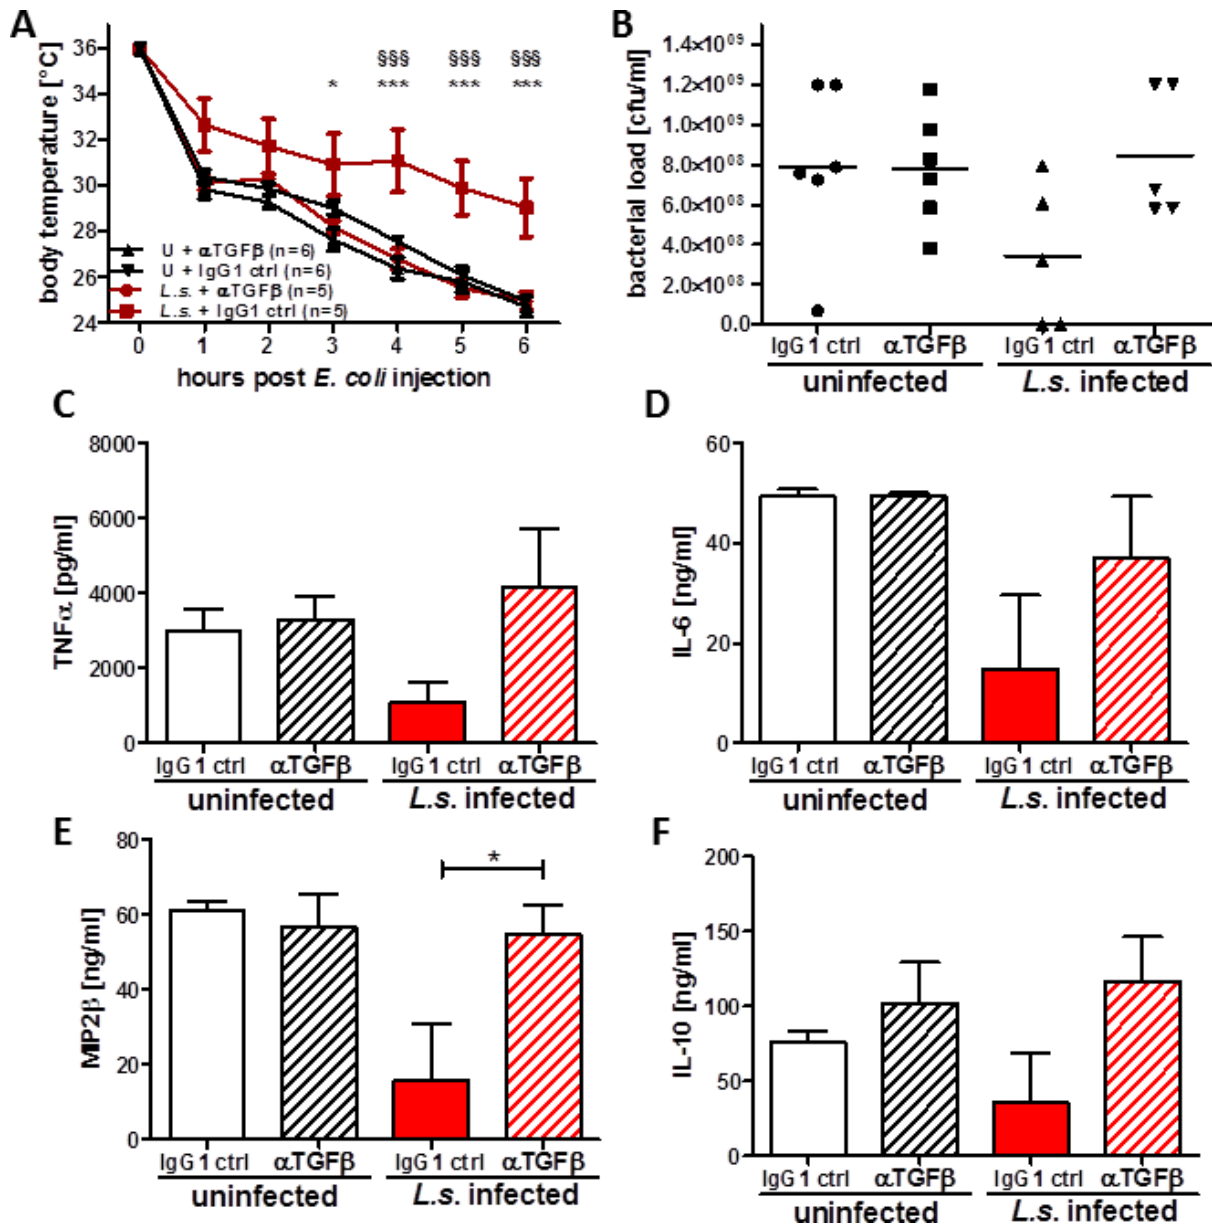 A
body temperature [°C]
36
34
32
30
28
26
24
§§§ §§§ §§§
* *** *** ***
U + αTGFβ (n=6)
U + IgG1 ctrl (n=6)
L.s. + αTGFβ (n=5)
L.s. + IgG1 ctrl (n=5)
0 1 2 3 4 5 6
hours post E. coli injection
B
bacterial load [cfu/ml]
1.4×10⁰⁹
1.2×10⁰⁹
1.0×10⁰⁹
8.0×10⁰⁸
6.0×10⁰⁸
4.0×10⁰⁸
2.0×10⁰⁸
0.0
IgG1 ctrl αTGFβ IgG1 ctrl αTGFβ
uninfected L.s. infected
C
TNFα [pg/ml]
8000
6000
4000
2000
0
IgG1 ctrl αTGFβ IgG1 ctrl αTGFβ
uninfected L.s. infected
D
IL-6 [ng/ml]
60
40
20
0
IgG1 ctrl αTGFβ IgG1 ctrl αTGFβ
uninfected L.s. infected
E
MIP2β [ng/ml]
80
60
40
20
0
*
IgG1 ctrl αTGFβ IgG1 ctrl αTGFβ
uninfected L.s. infected
F
IL-10 [ng/ml]
200
150
100
50
0
IgG1 ctrl αTGFβ IgG1 ctrl αTGFβ
uninfected L.s. infected